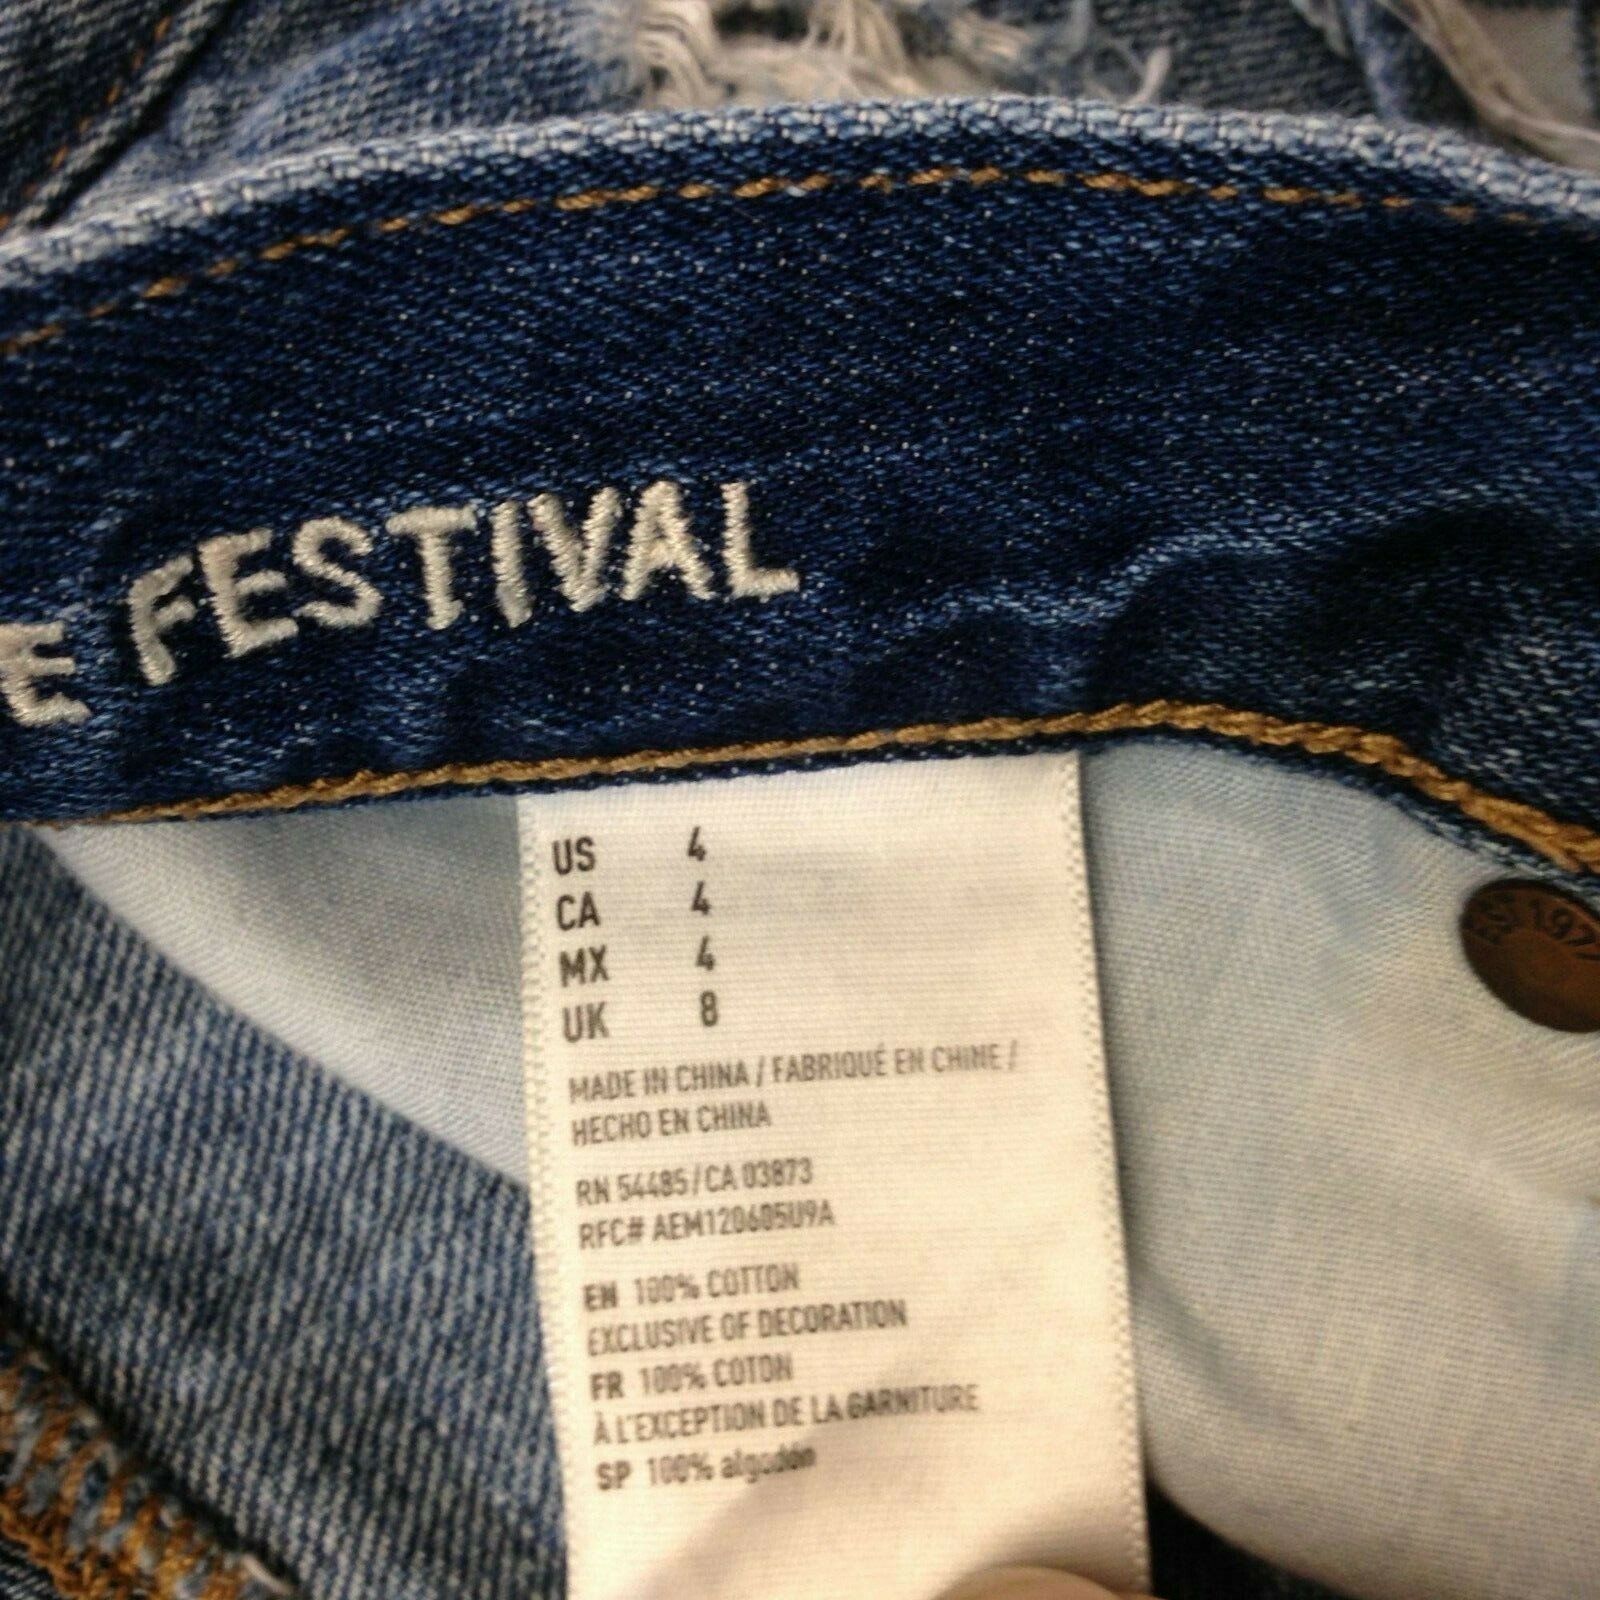 E FESTIVAL
US 4
CA 4
MX 4
UK 8
EST 1977
MADE IN CHINA / FABRIQUÉ EN CHINE /
HECHO EN CHINA
RN 54485 / CA 03873
RFC# AEM120605U9A
EN 100% COTTON
EXCLUSIVE OF DECORATION
FR 100% COTON
À L'EXCEPTION DE LA GARNITURE
SP 100% algodón